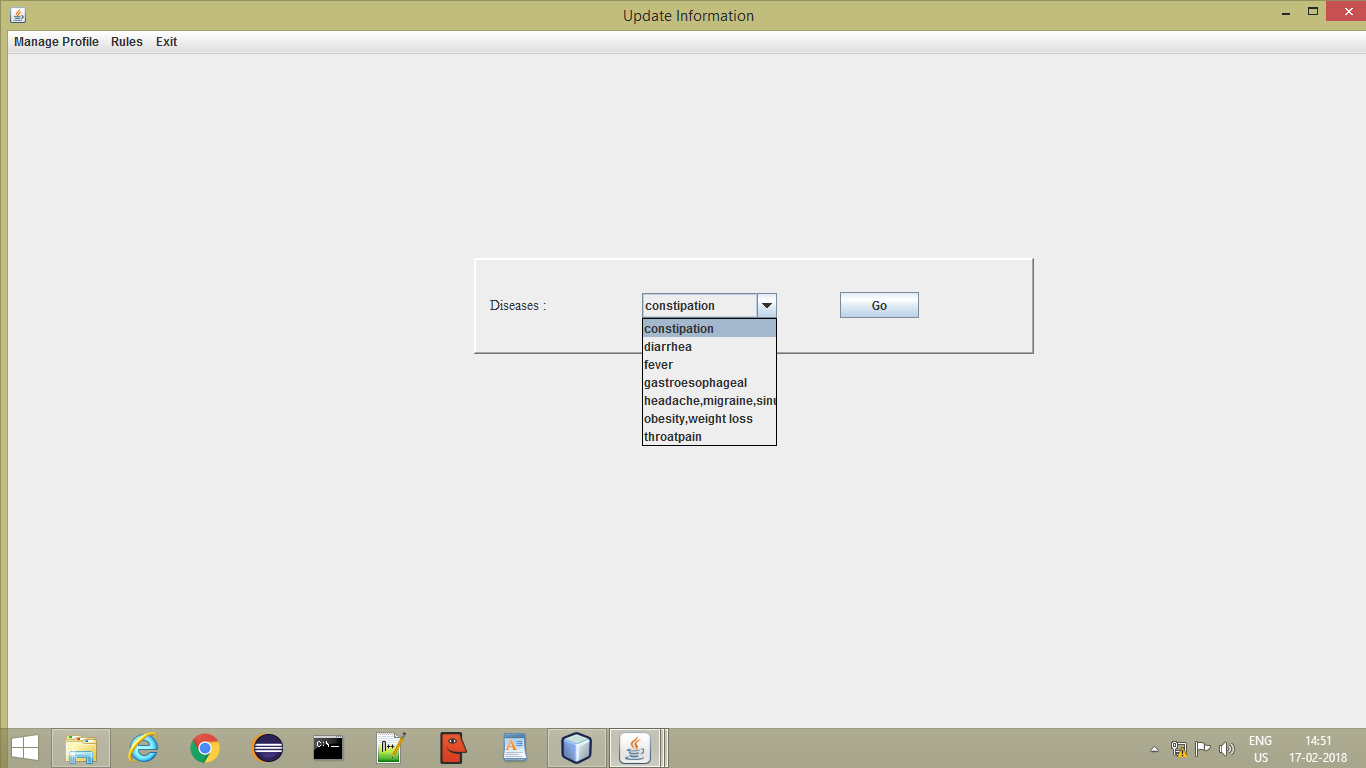 Update Information
Manage Profile Rules Exit
Diseases : constipation Go
constipation
diarrhea
fever
gastroesophageal
headache,migraine,sinu
obesity,weight loss
throatpain
C:\_
ENG 14:51
US 17-02-2018